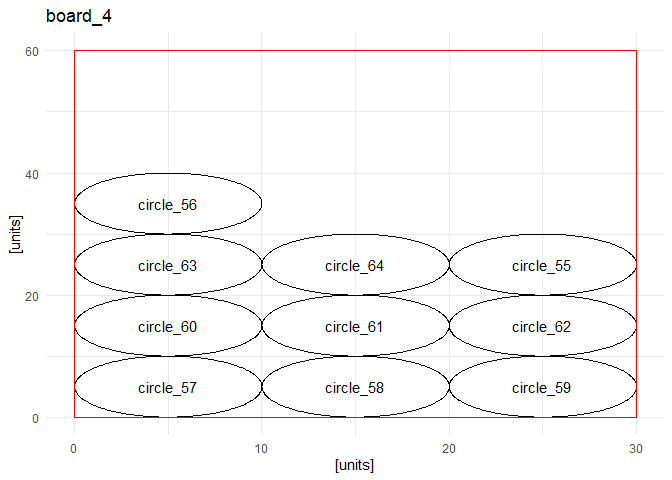 board_4
60
40
20
0
[units]
circle_56
circle_63
circle_64
circle_55
circle_60
circle_61
circle_62
circle_57
circle_58
circle_59
0
10
20
30
[units]